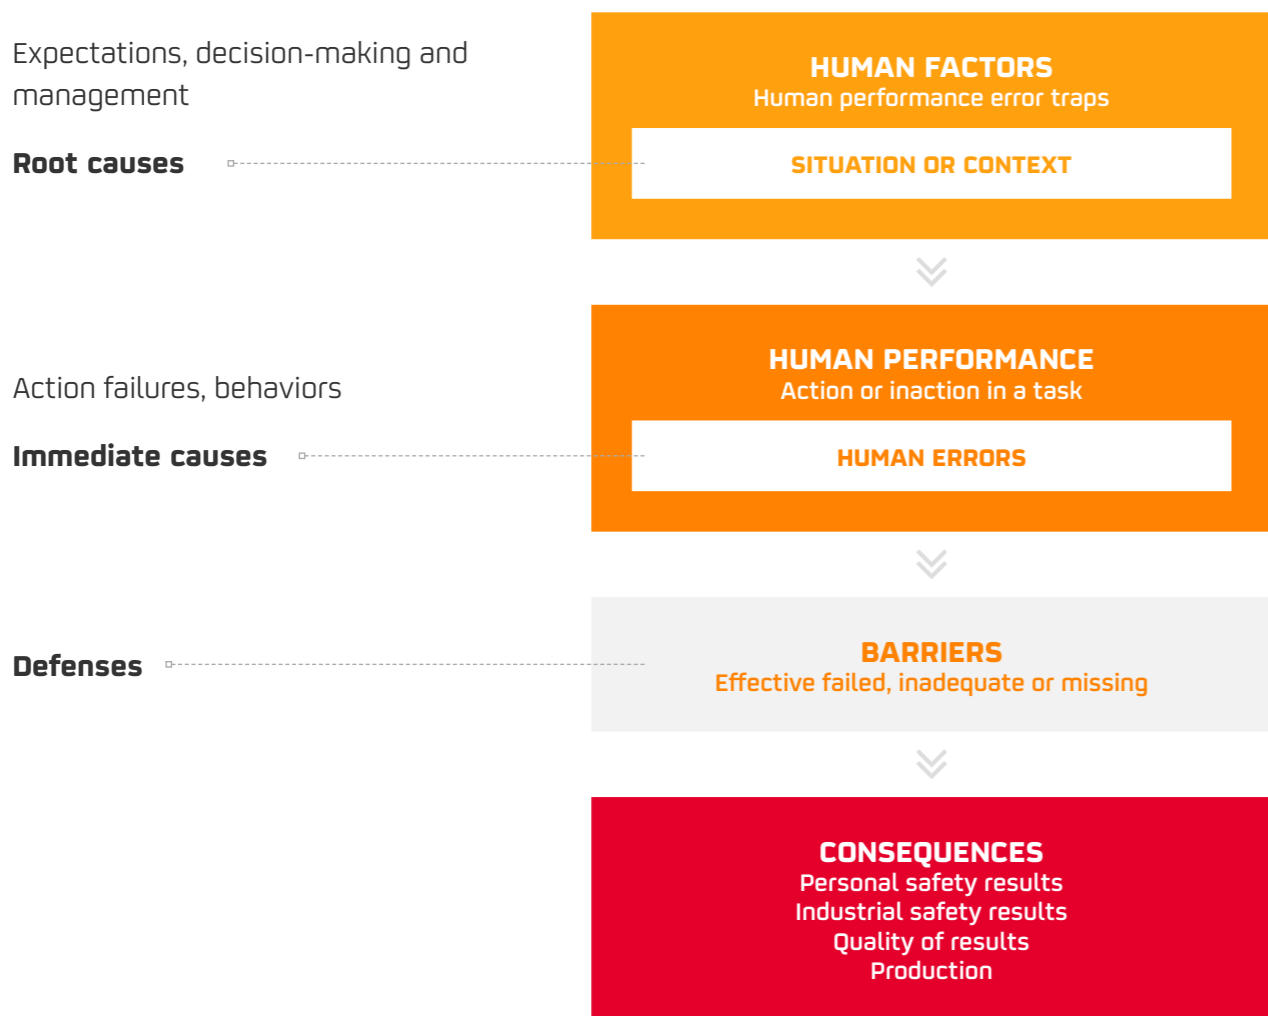 Expectations, decision-making and
management
Root causes
HUMAN FACTORS
Human performance error traps
SITUATION OR CONTEXT
Action failures, behaviors
Immediate causes
HUMAN PERFORMANCE
Action or inaction in a task
HUMAN ERRORS
Defenses
BARRIERS
Effective failed, inadequate or missing
CONSEQUENCES
Personal safety results
Industrial safety results
Quality of results
Production